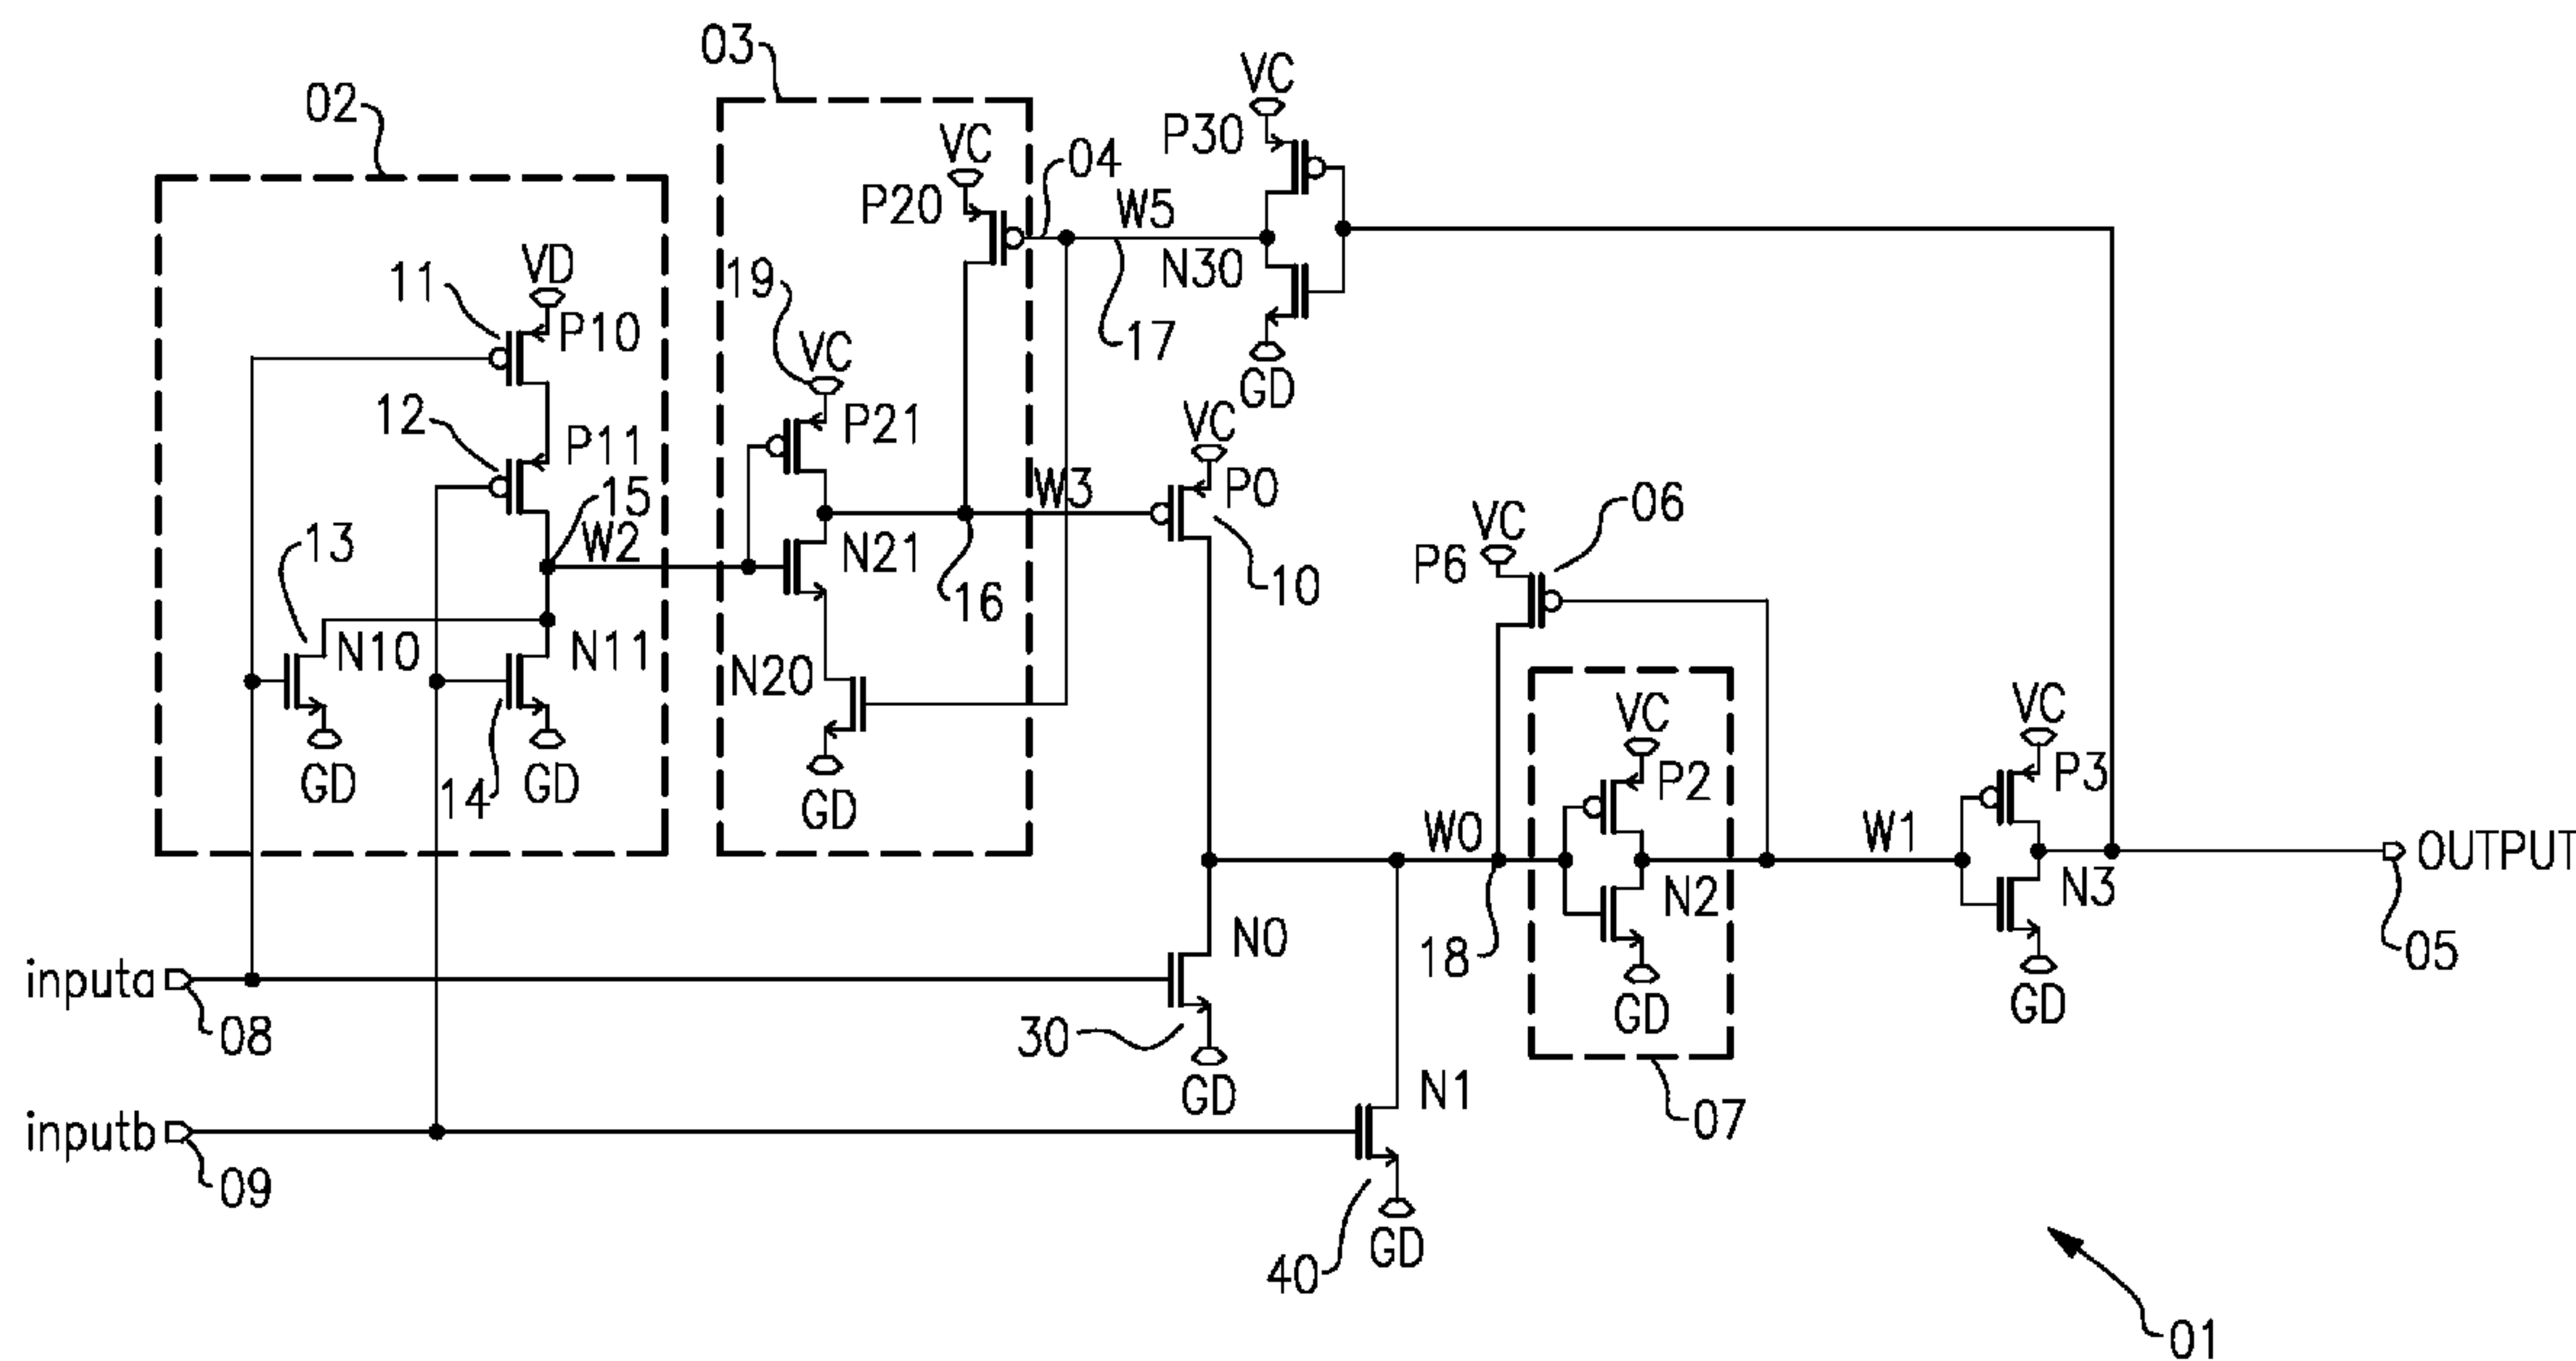 03
VC
02
P30
VC
04
P20
W5
VD
19
N30
11
P10
17
VC
GD
12
P11
P21
VC
15
W3
P0
06
VC
13
W2
N21
P6
16
10
N10
N11
N20
VC
VC
P2
P3
GD
14
GD
GD
W0
W1
OUTPUT
N2
N3
N0
18
05
inputa
GD
GD
08
30
GD
N1
07
inputb
09
GD
40
01